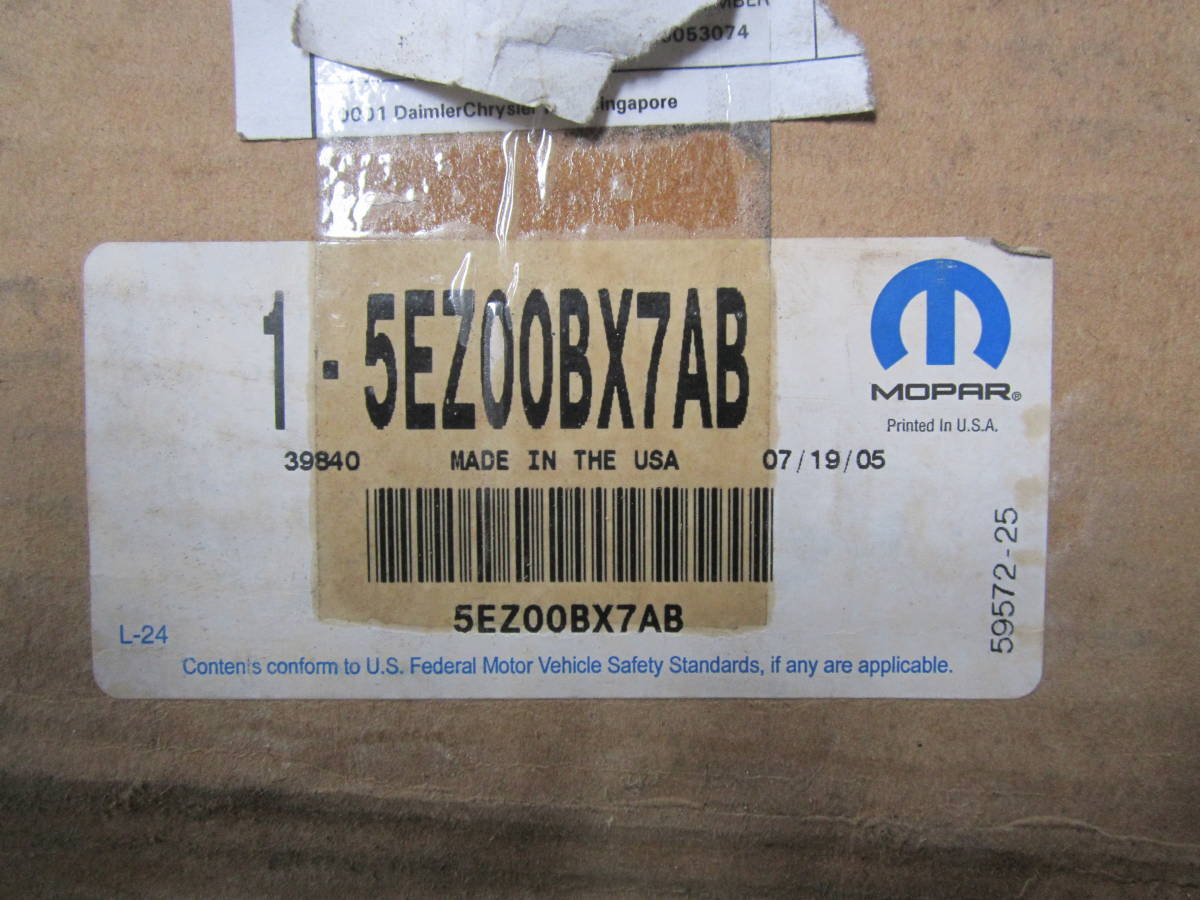 0053074
0001 DaimlerChrysler
1-5EZ00BX7AB
MOPAR®
Printed In U.S.A.
39840 MADE IN THE USA 07/19/05
59572-25
5EZ00BX7AB
L-24
Contents conform to U.S. Federal Motor Vehicle Safety Standards, if any are applicable.